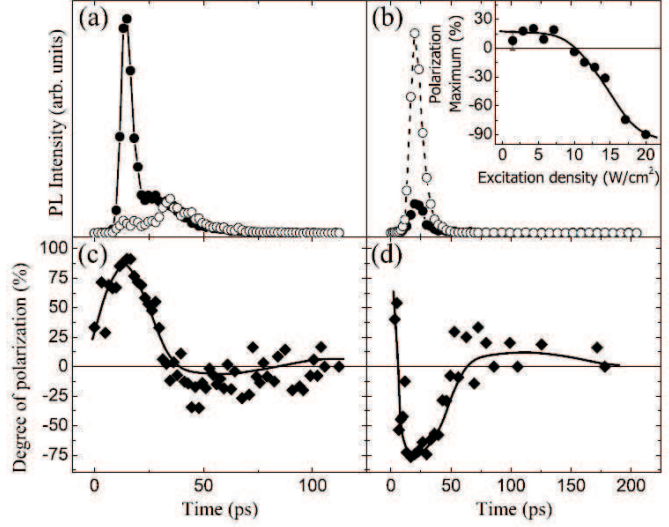 (a)
PL Intensity (arb. units)
(b)
Polarization
Maximum (%)
30
0
-30
-60
-90
0 5 10 15 20
Excitation density (W/cm²)
(c)
Degree of polarization (%)
100
75
50
25
0
-25
-50
-75
0 50 100
Time (ps)
(d)
0 50 100 150 200
Time (ps)